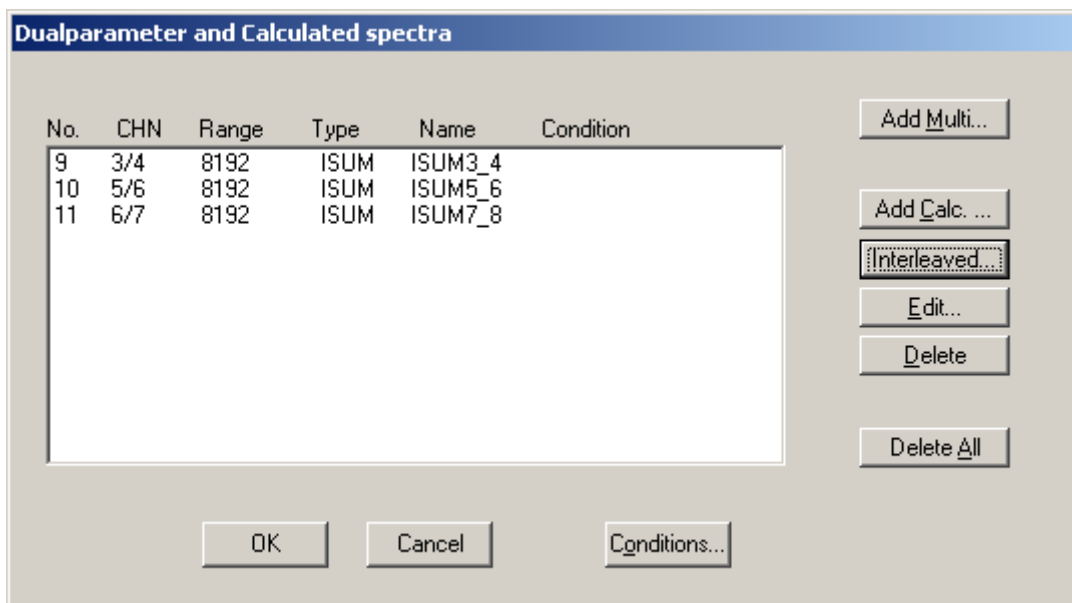 Dualparameter and Calculated spectra
No. CHN Range Type Name Condition
9 3/4 8192 ISUM ISUM3_4
10 5/6 8192 ISUM ISUM5_6
11 6/7 8192 ISUM ISUM7_8
Add Multi...
Add Calc. ...
Interleaved...
Edit...
Delete
Delete All
OK Cancel Conditions...